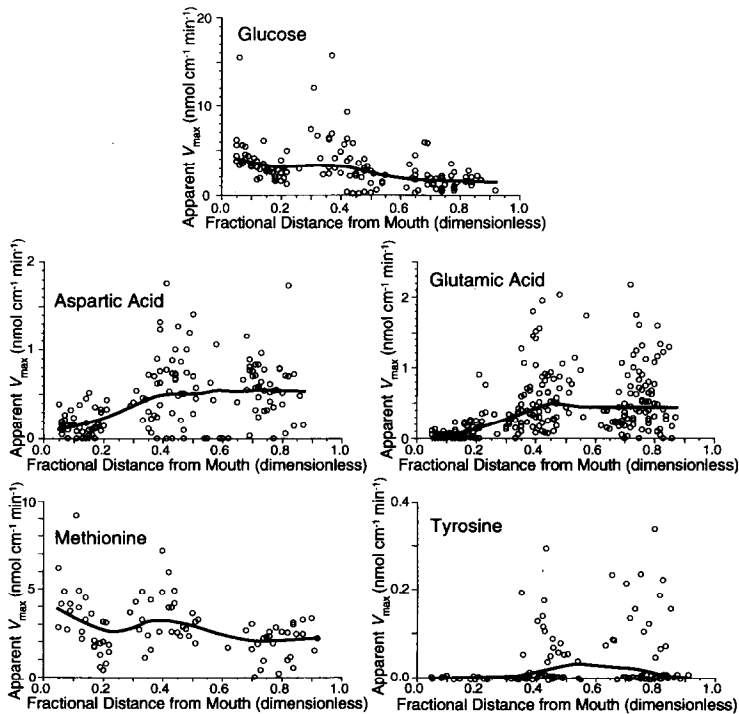 Glucose
Apparent Vmax (nmol cm⁻¹ min⁻¹)
20
10
0
0.0 0.2 0.4 0.6 0.8 1.0
Fractional Distance from Mouth (dimensionless)
Aspartic Acid
Apparent Vmax (nmol cm⁻¹ min⁻¹)
2
1
0
0.0 0.2 0.4 0.6 0.8 1.0
Fractional Distance from Mouth (dimensionless)
Glutamic Acid
Apparent Vmax (nmol cm⁻¹ min⁻¹)
2
1
0
0.0 0.2 0.4 0.6 0.8 1.0
Fractional Distance from Mouth (dimensionless)
Methionine
Apparent Vmax (nmol cm⁻¹ min⁻¹)
10
5
0
0.0 0.2 0.4 0.6 0.8 1.0
Fractional Distance from Mouth (dimensionless)
Tyrosine
Apparent Vmax (nmol cm⁻¹ min⁻¹)
0.4
0.2
0.0
0.0 0.2 0.4 0.6 0.8 1.0
Fractional Distance from Mouth (dimensionless)